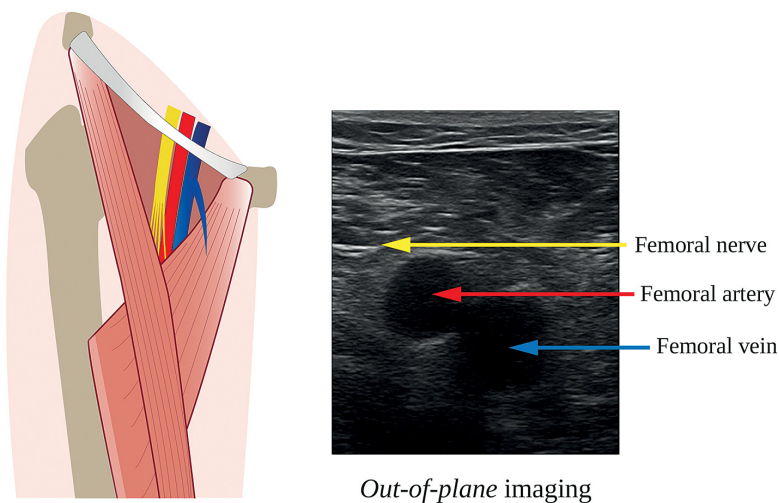 Femoral nerve
Femoral artery
Femoral vein
Out-of-plane imaging